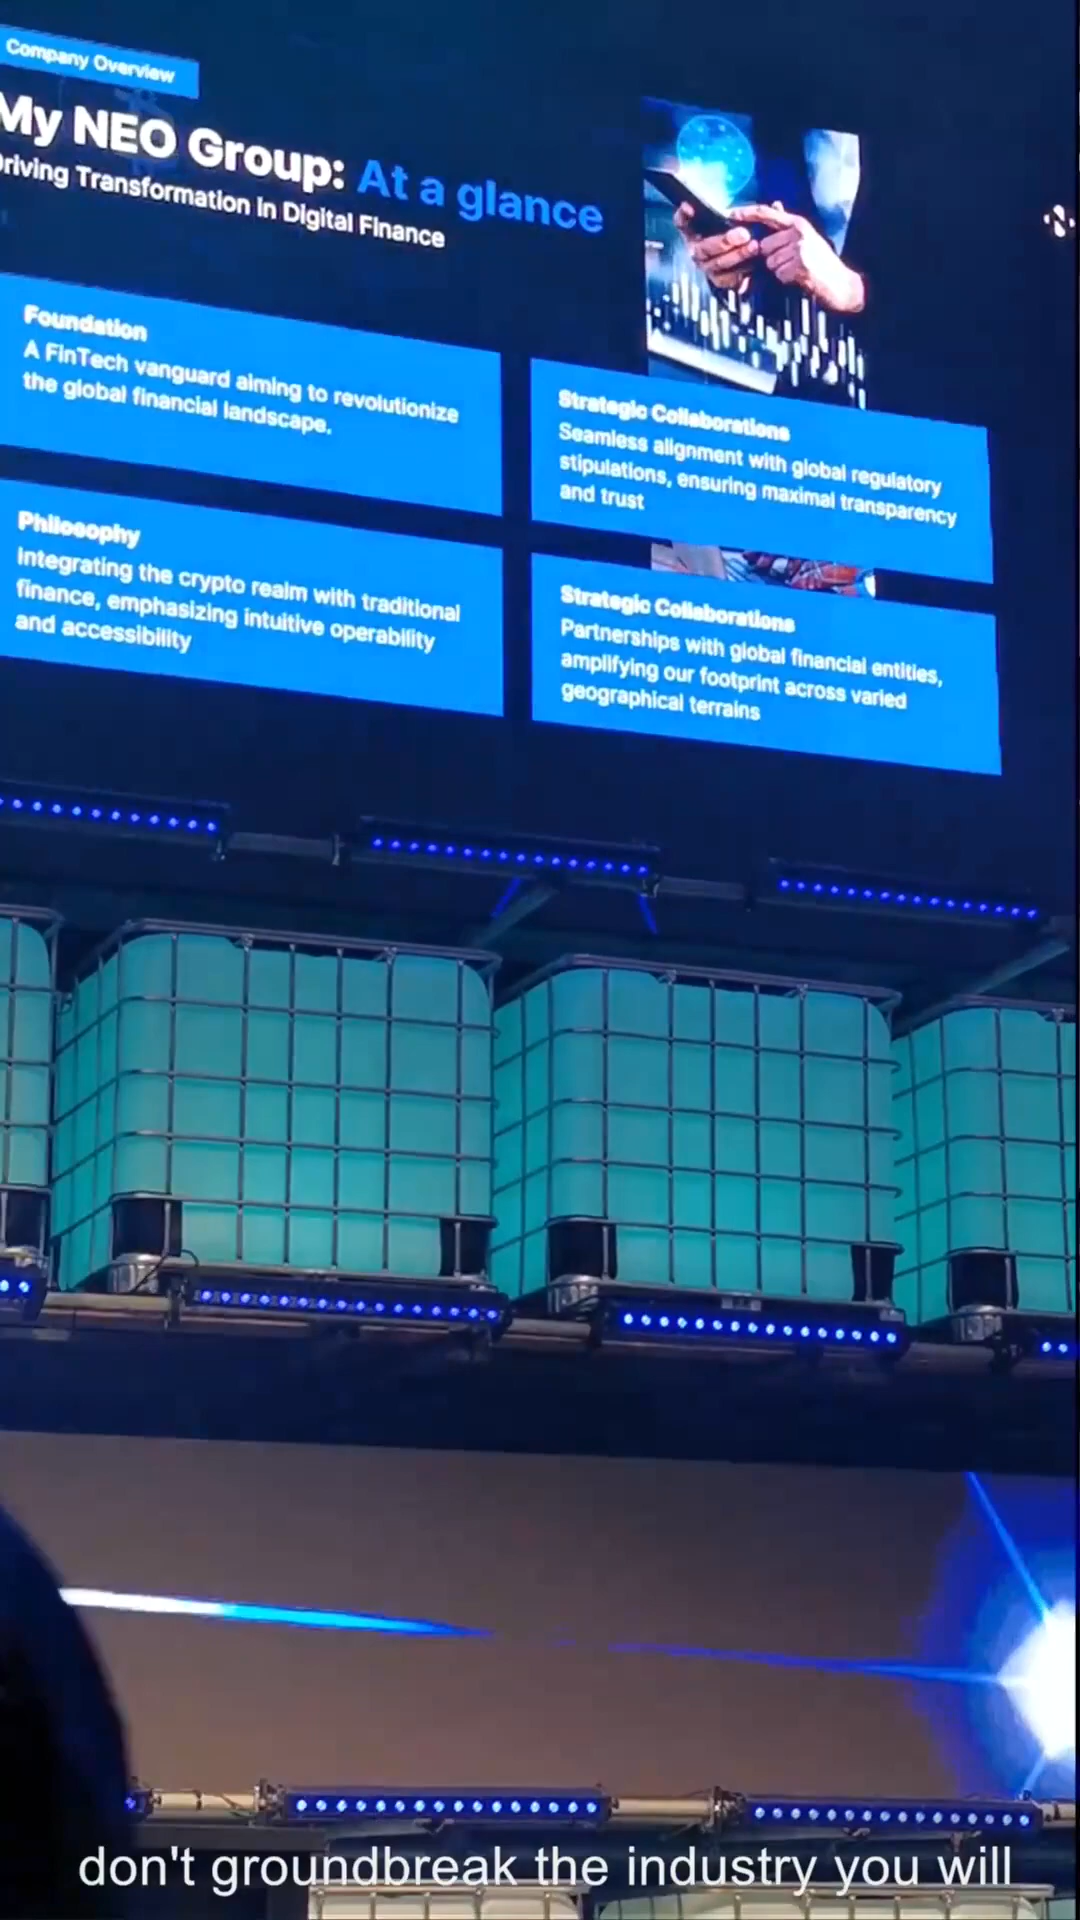 Company Overview
My NEO Group: At a glance
Driving Transformation in Digital Finance
Foundation
A FinTech vanguard aiming to revolutionize
the global financial landscape.
Strategic Collaborations
Seamless alignment with global regulatory
stipulations, ensuring maximal transparency
and trust
Philosophy
Integrating the crypto realm with traditional
finance, emphasizing intuitive operability
and accessibility
Strategic Collaborations
Partnerships with global financial entities,
amplifying our footprint across varied
geographical terrains
don't groundbreak the industry you will